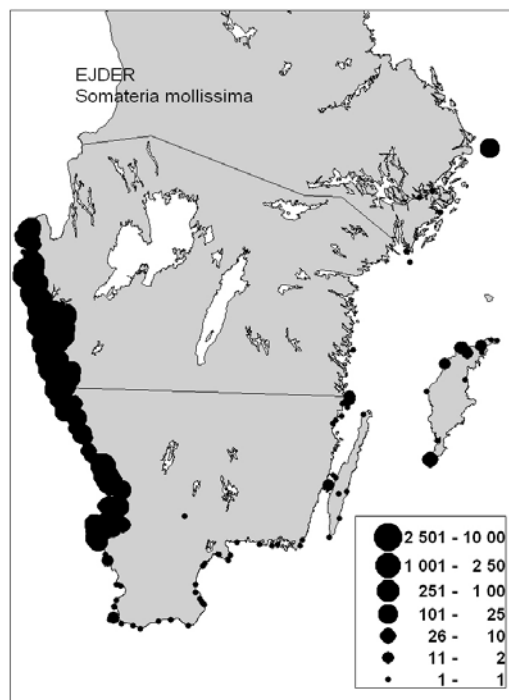 EJDER
Somateria mollissima
2 501 - 10 00
1 001 - 2 50
251 - 1 00
101 - 25
26 - 10
11 - 2
1 - 1